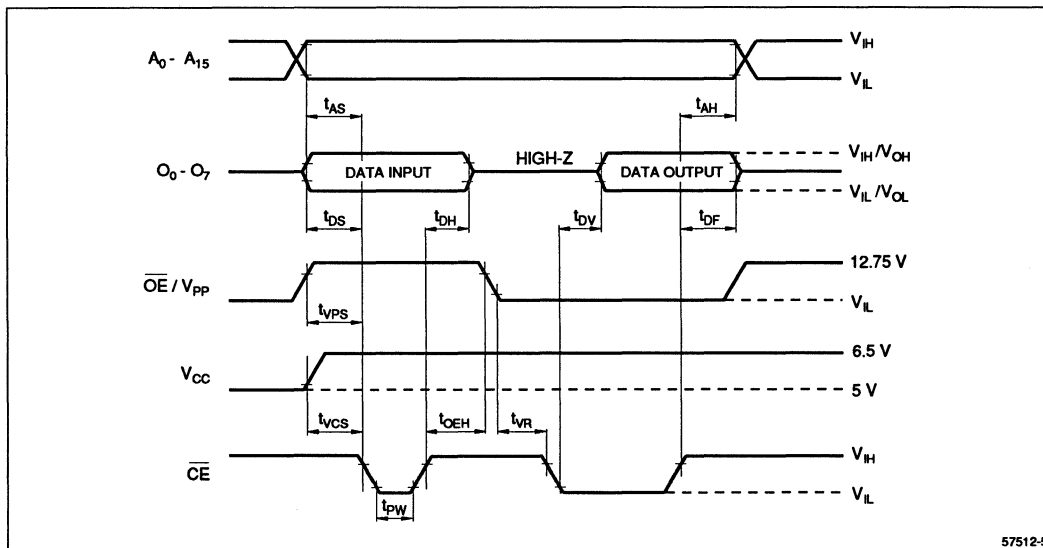 A0 - A15
VIH
VIL
tAS
tAH
O0 - O7
DATA INPUT
HIGH-Z
DATA OUTPUT
VIH/VOH
VIL/VOL
tDS
tDH
tDV
tDF
OE / VPP
12.75 V
VIL
tVPS
VCC
6.5 V
5 V
tVCS
tOEH
tVR
CE
VIH
VIL
tPW
57512-5